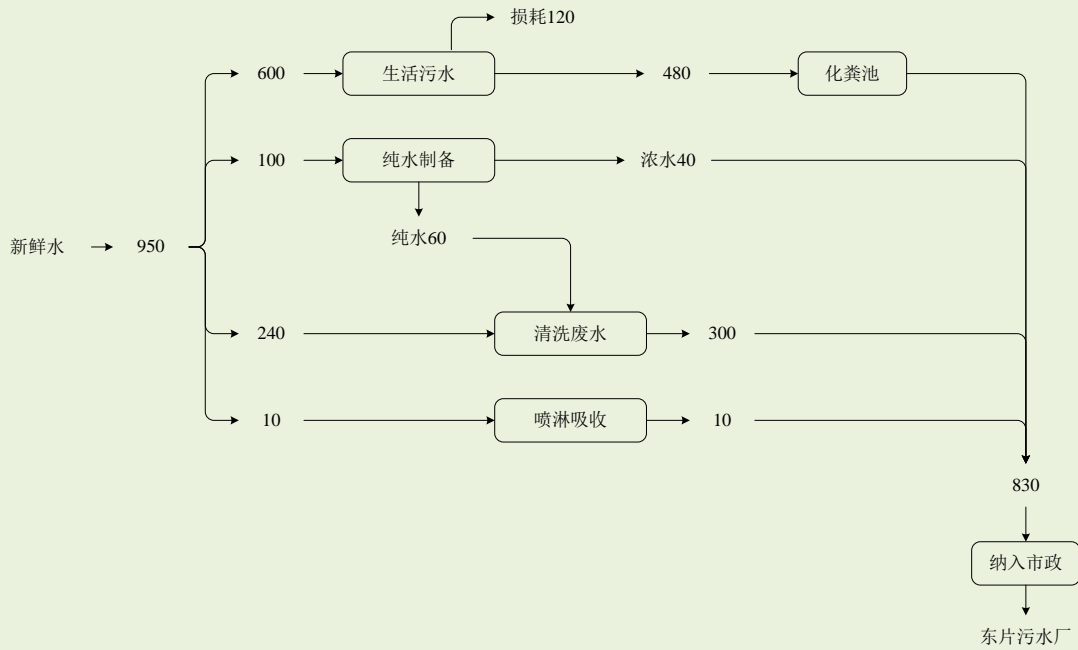 损耗120
600
生活污水
480
化粪池
100
纯水制备
浓水40
新鲜水
950
纯水60
240
清洗废水
300
10
喷淋吸收
10
830
纳入市政
东片污水厂